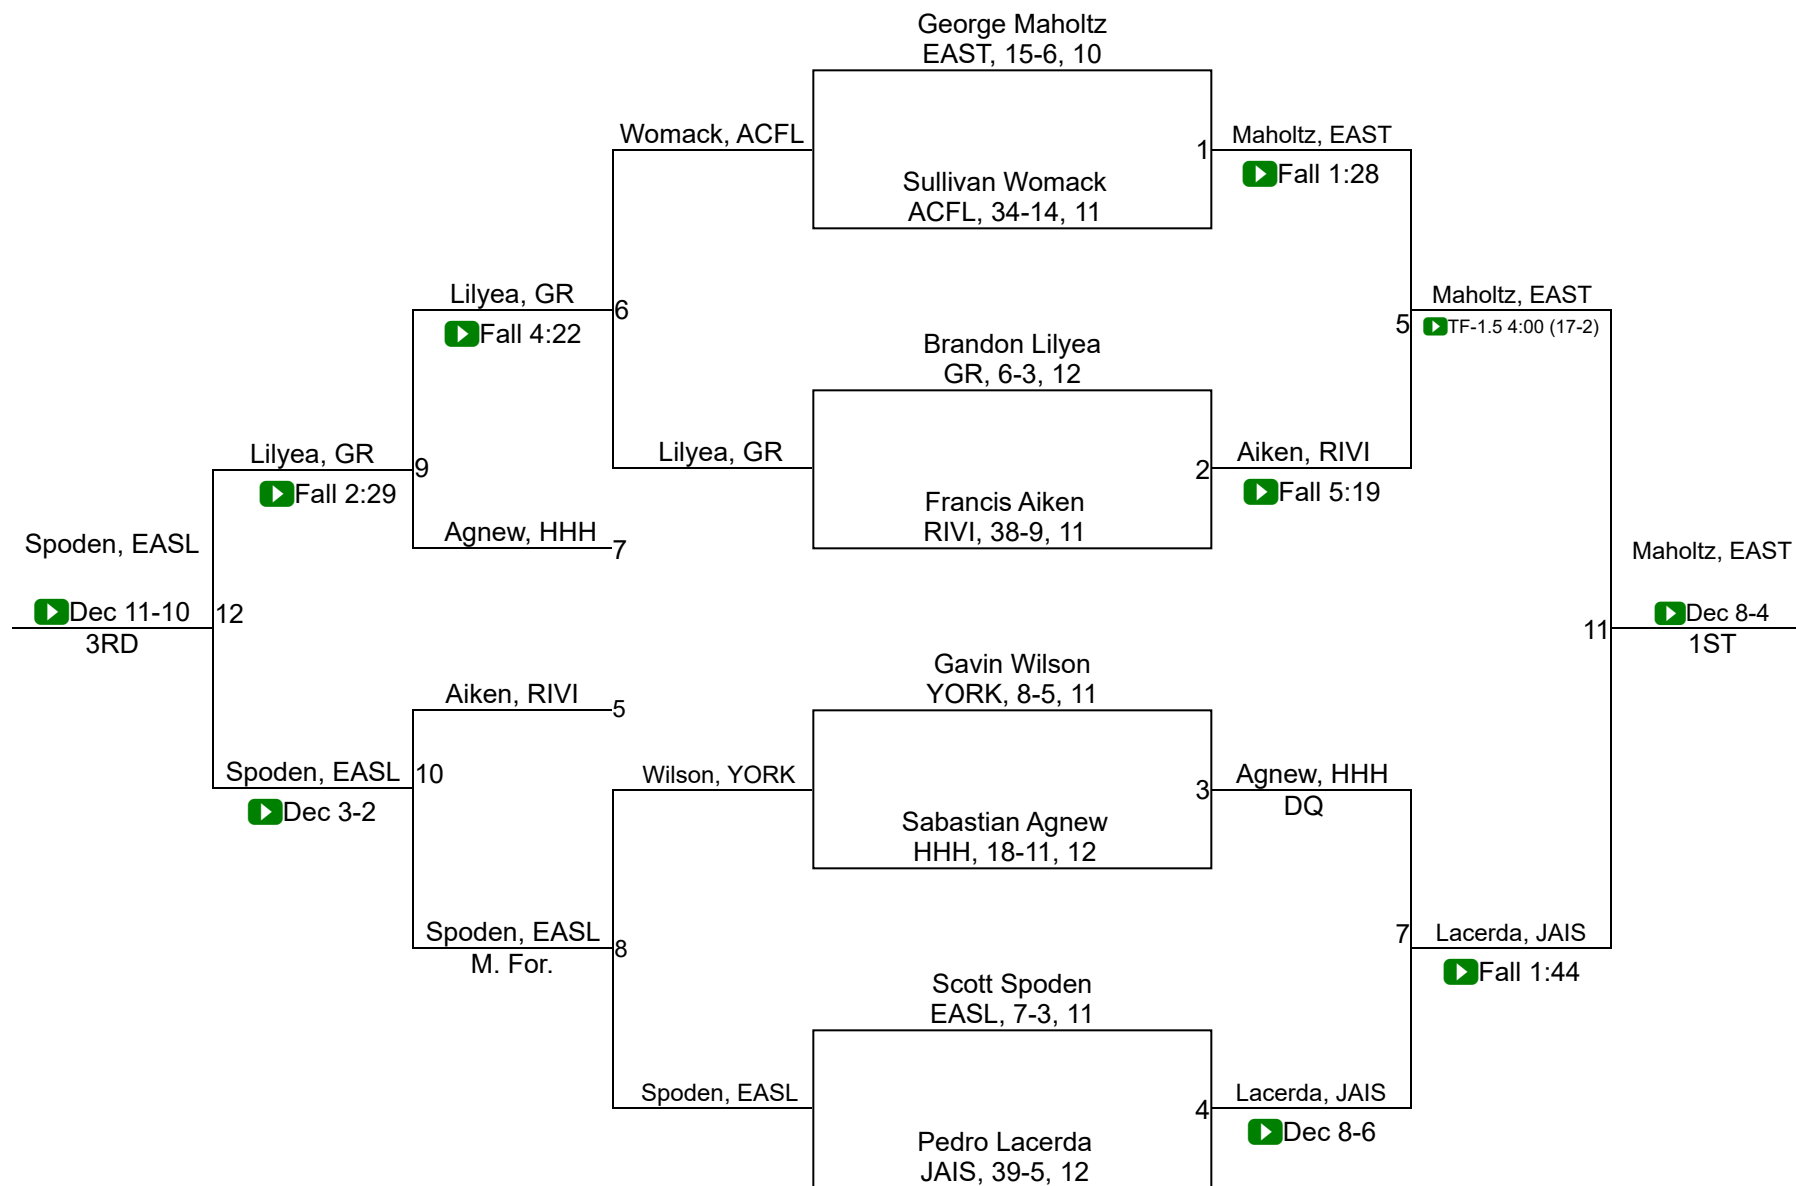 George Maholtz
EAST, 15-6, 10
Womack, ACFL
1
Maholtz, EAST
Fall 1:28
Sullivan Womack
ACFL, 34-14, 11
Lilyea, GR
6
Fall 4:22
Maholtz, EAST
5
TF-1.5 4:00 (17-2)
Brandon Lilyea
GR, 6-3, 12
Lilyea, GR
9
Fall 2:29
Lilyea, GR
2
Aiken, RIVI
Fall 5:19
Francis Aiken
RIVI, 38-9, 11
Agnew, HHH
7
Spoden, EASL
Dec 11-10
3RD
12
Maholtz, EAST
11
Dec 8-4
1ST
Gavin Wilson
YORK, 8-5, 11
Aiken, RIVI
5
Spoden, EASL
10
Dec 3-2
Wilson, YORK
3
Agnew, HHH
DQ
Sabastian Agnew
HHH, 18-11, 12
Spoden, EASL
8
M. For.
7
Lacerda, JAIS
Fall 1:44
Scott Spoden
EASL, 7-3, 11
Spoden, EASL
4
Lacerda, JAIS
Dec 8-6
Pedro Lacerda
JAIS, 39-5, 12